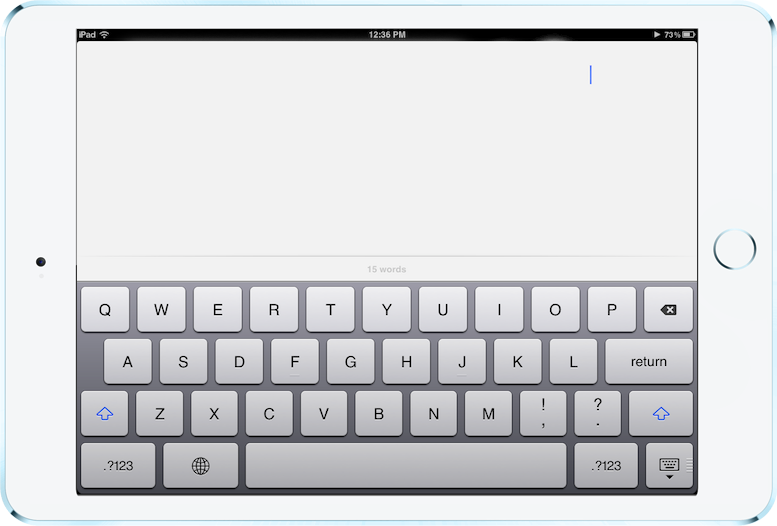 iPad 12:36 PM 73%
15 words
Q W E R T Y U I O P
A S D F G H J K L return
! ?
Z X C V B N M , .
.?123 .?123